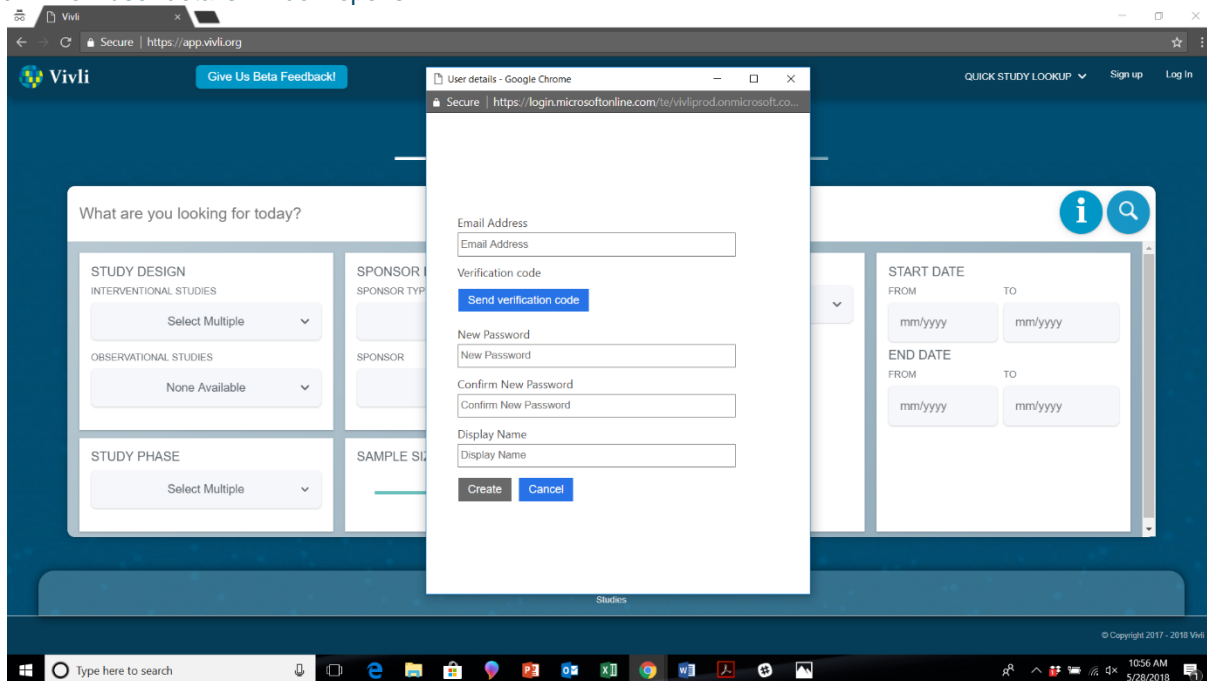 Vivli
Secure | https://app.vivli.org
Vivli
Give Us Beta Feedback!
QUICK STUDY LOOKUP
Sign up
Log In
User details - Google Chrome
Secure | https://login.microsoftonline.com/te/vivliprod.onmicrosoft.co...
What are you looking for today?
i
STUDY DESIGN
INTERVENTIONAL STUDIES
Select Multiple
OBSERVATIONAL STUDIES
None Available
STUDY PHASE
Select Multiple
SPONSOR
SPONSOR TYP
SPONSOR
SAMPLE SIZ
Email Address
Email Address
Verification code
Send verification code
New Password
New Password
Confirm New Password
Confirm New Password
Display Name
Display Name
Create
Cancel
START DATE
FROM TO
mm/yyyy mm/yyyy
END DATE
FROM TO
mm/yyyy mm/yyyy
Studies
© Copyright 2017 - 2018 Vivli
Type here to search
10:56 AM
5/28/2018